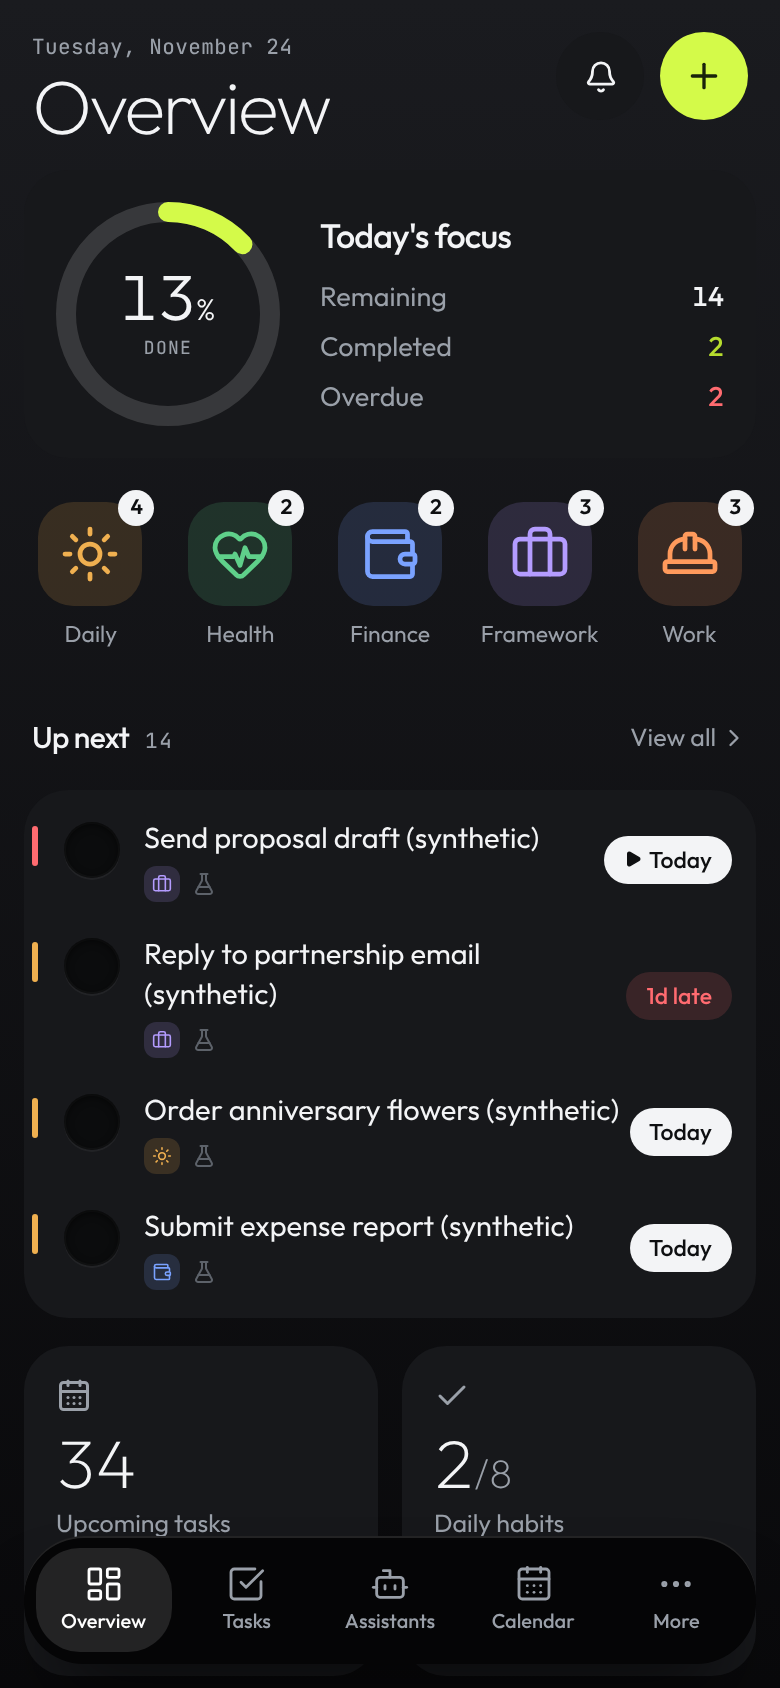 Tuesday, November 24
Overview
13%
DONE
Today's focus
Remaining 14
Completed 2
Overdue 2
4
2
2
3
3
Daily
Health
Finance
Framework
Work
Up next 14
View all
Send proposal draft (synthetic)
Today
Reply to partnership email
(synthetic)
1d late
Order anniversary flowers (synthetic)
Today
Submit expense report (synthetic)
Today
34
Upcoming tasks
2/8
Daily habits
Overview
Tasks
Assistants
Calendar
More